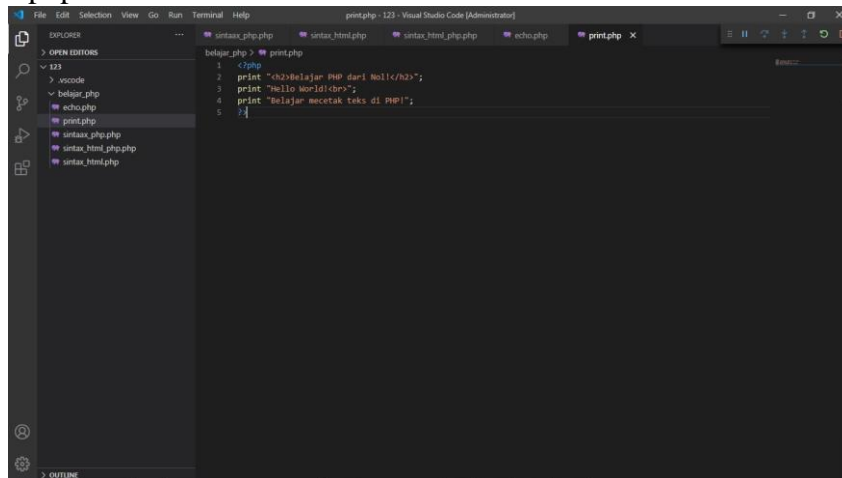 File Edit Selection View Go Run Terminal Help print.php - 123 - Visual Studio Code [Administrator]
EXPLORER
sintaax_php.php sintax_html.php sintax_html_php.php echo.php print.php
OPEN EDITORS
belajar_php > print.php
123
.vscode
belajar_php
echo.php
print.php
sintaax_php.php
sintax_html_php.php
sintax_html.php
1 <?php
2 print "<h2>Belajar PHP dari Nol!</h2>";
3 print "Hello World!<br>";
4 print "Belajar mecetak teks di PHP!";
5 ?>
OUTLINE